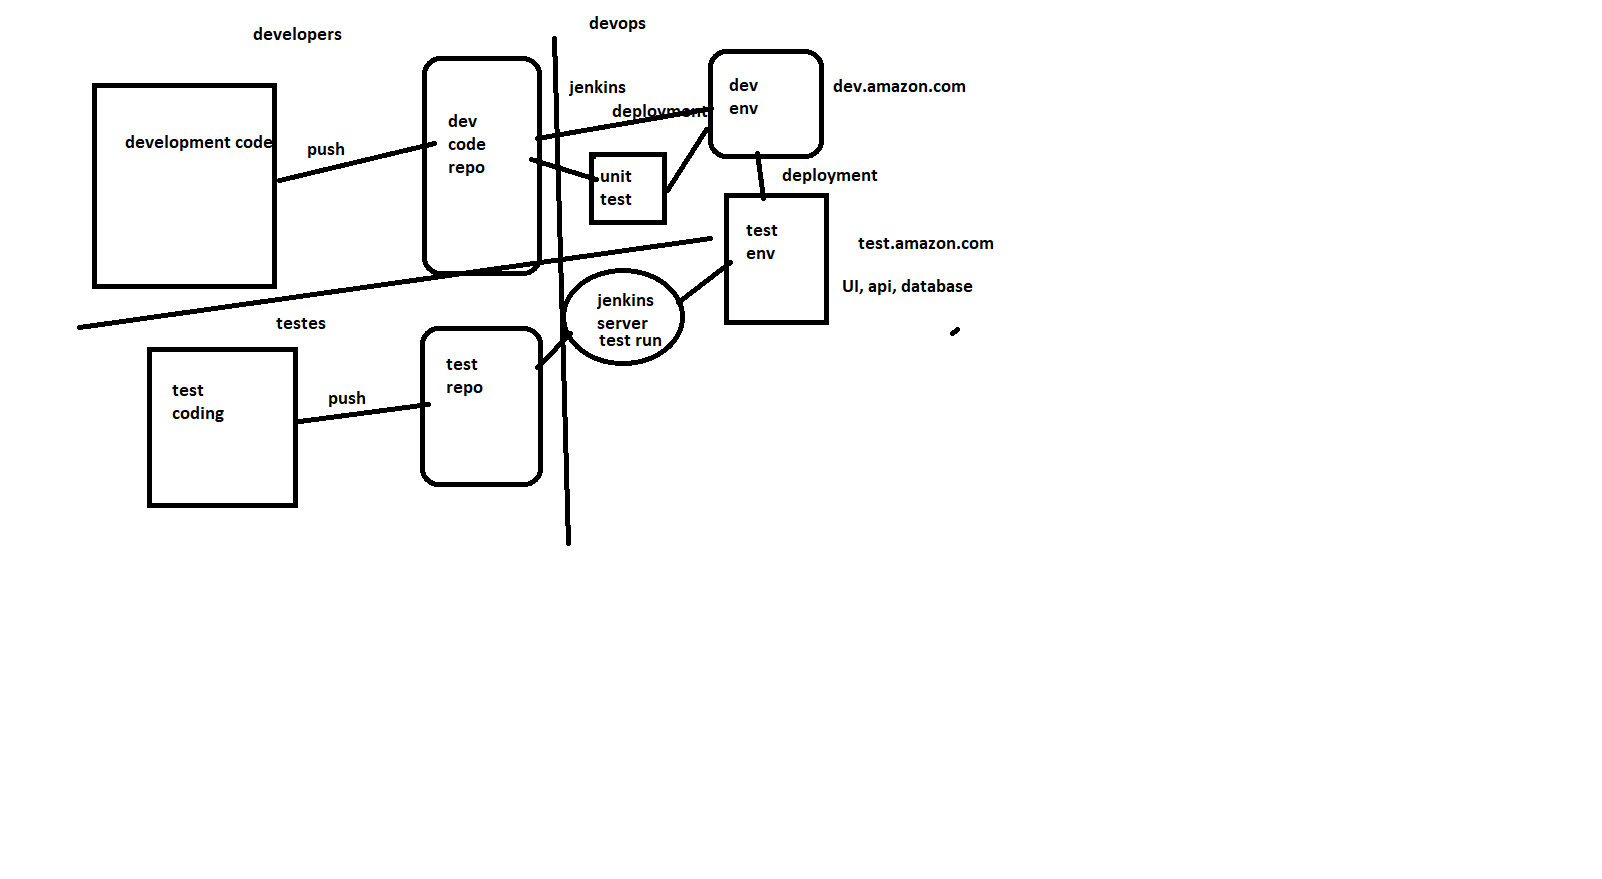 developers
devops
development code
push
dev
code
repo
jenkins
deployment
dev
env
dev.amazon.com
unit
test
deployment
test
env
test.amazon.com
UI, api, database
testes
jenkins
server
test run
test
coding
push
test
repo